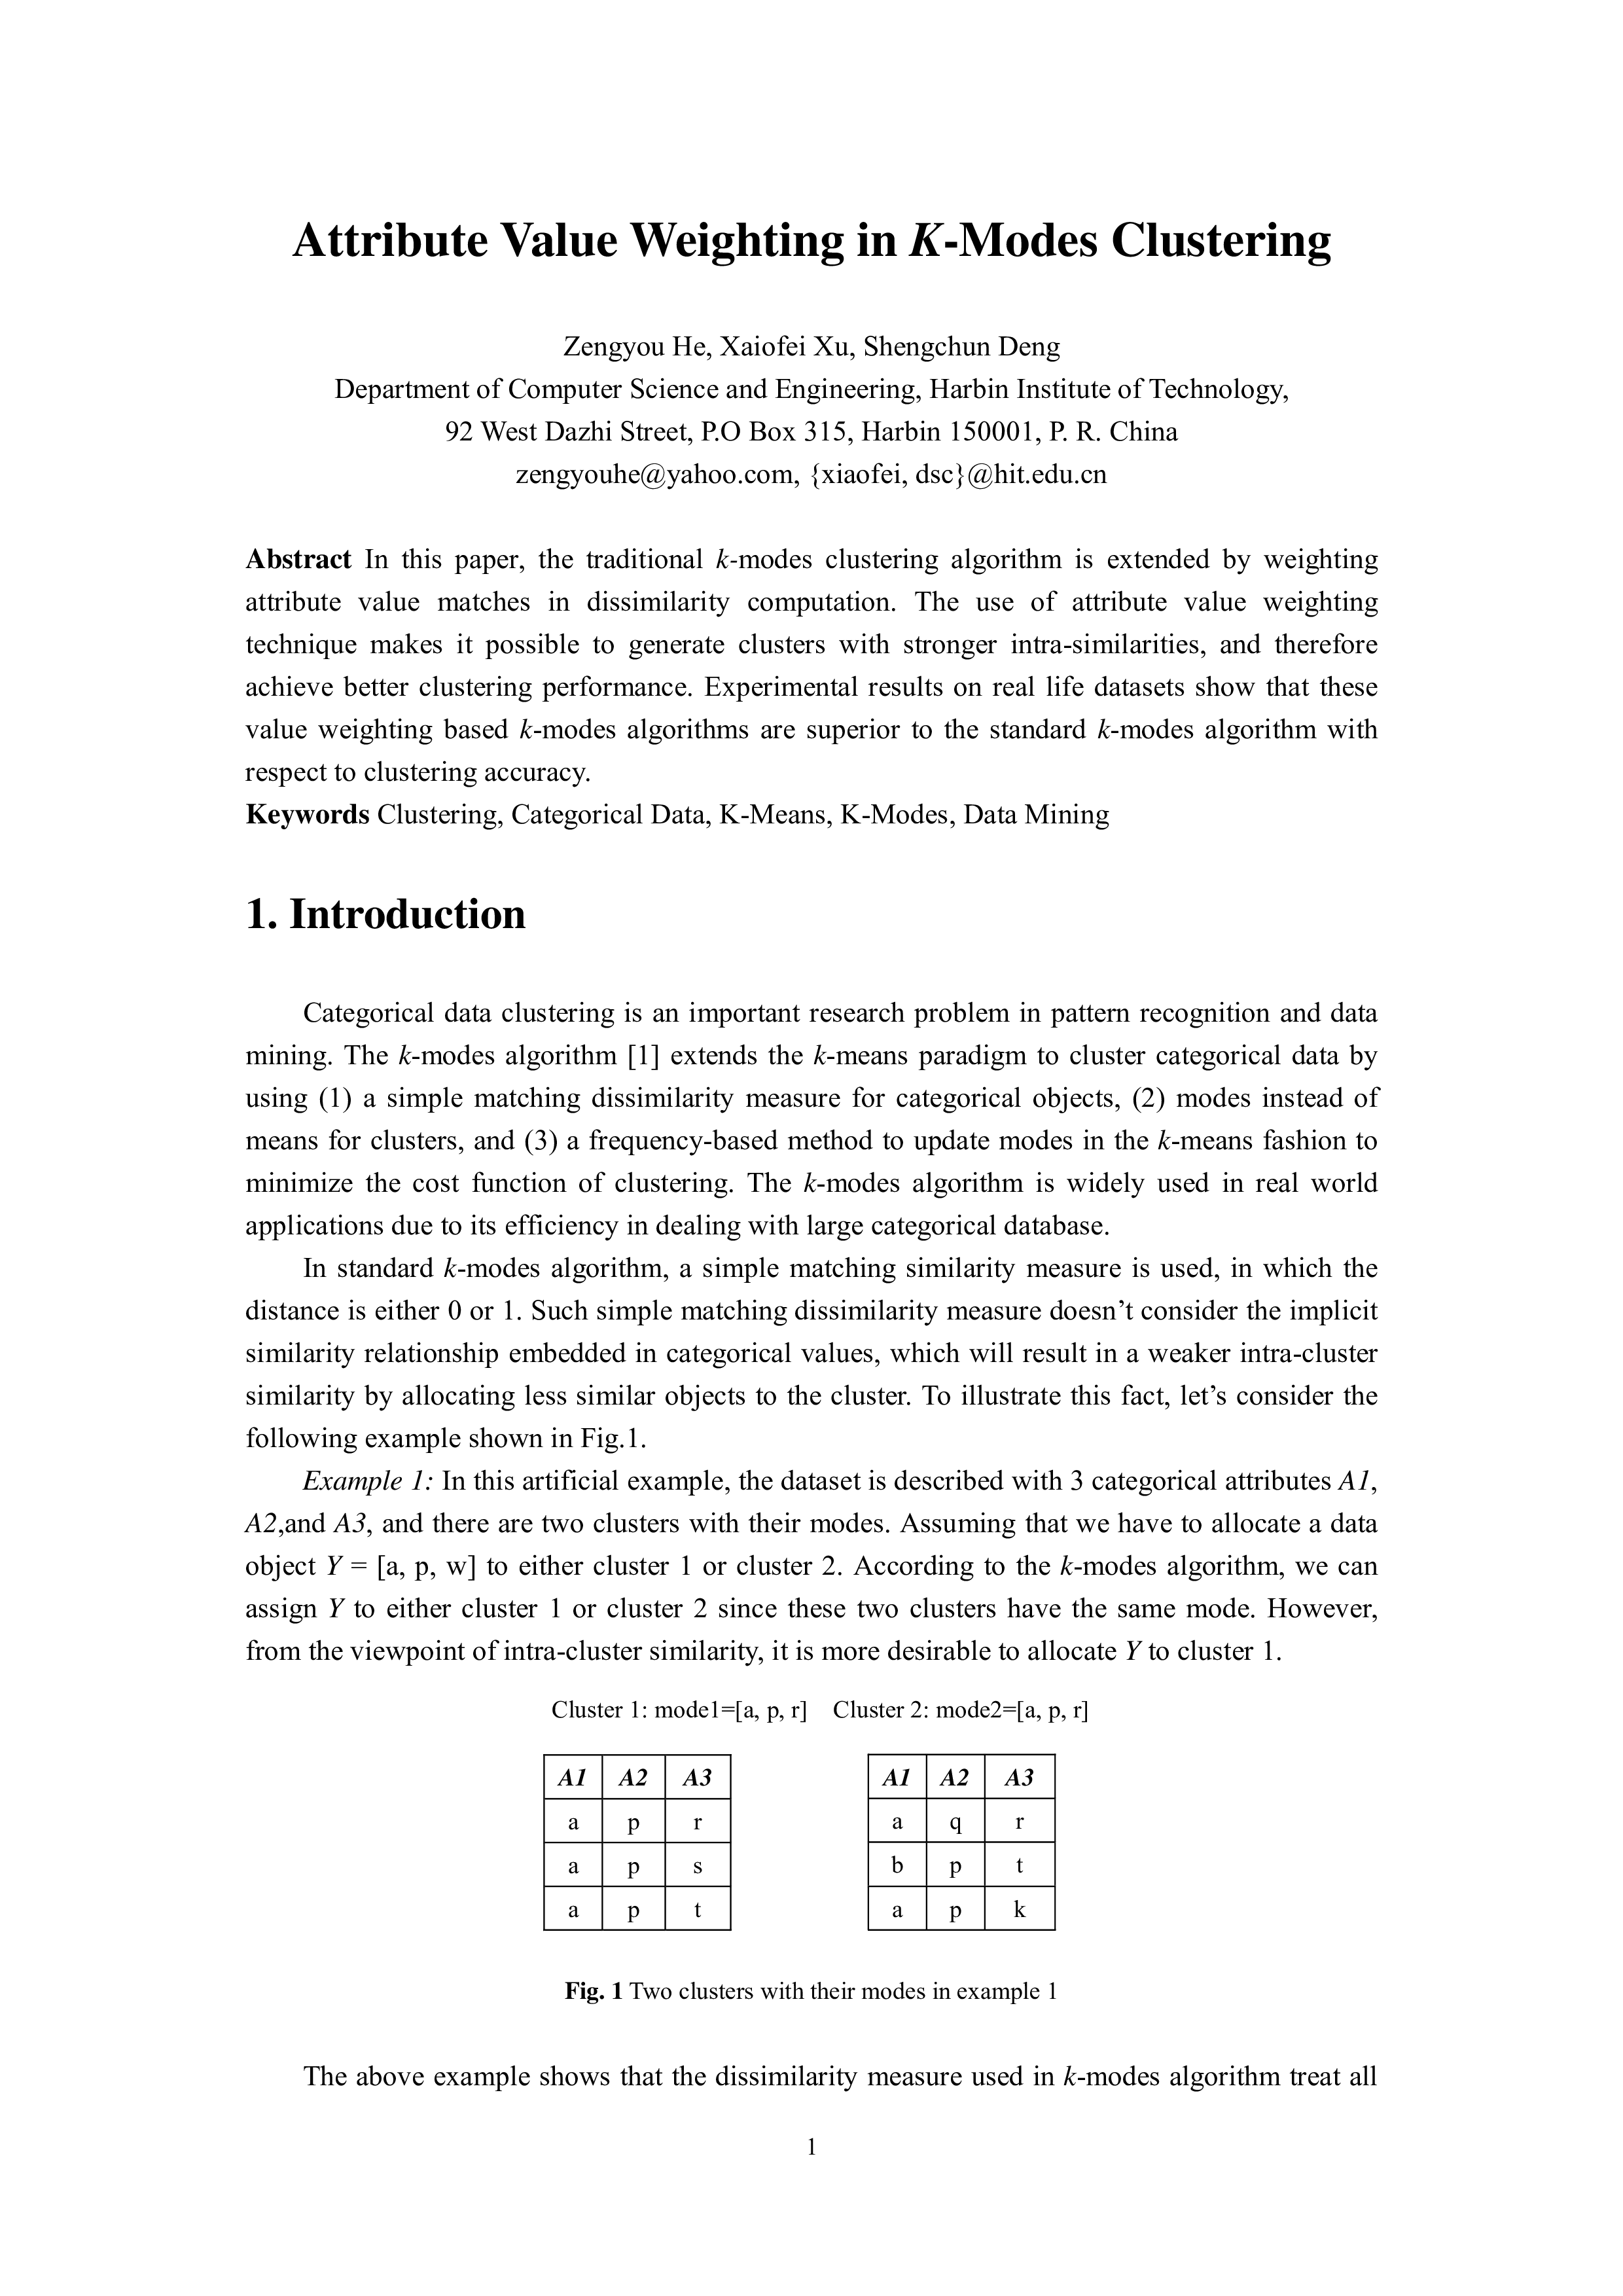 Attribute Value Weighting in K-Modes Clustering
Zengyou He, Xaiofei Xu, Shengchun Deng
Department of Computer Science and Engineering, Harbin Institute of Technology,
92 West Dazhi Street, P.O Box 315, Harbin 150001, P. R. China
zengyouhe@yahoo.com, {xiaofei, dsc}@hit.edu.cn
Abstract In this paper, the traditional k-modes clustering algorithm is extended by weighting
attribute value matches in dissimilarity computation. The use of attribute value weighting
technique makes it possible to generate clusters with stronger intra-similarities, and therefore
achieve better clustering performance. Experimental results on real life datasets show that these
value weighting based k-modes algorithms are superior to the standard k-modes algorithm with
respect to clustering accuracy.
Keywords Clustering, Categorical Data, K-Means, K-Modes, Data Mining
1. Introduction
Categorical data clustering is an important research problem in pattern recognition and data
mining. The k-modes algorithm [1] extends the k-means paradigm to cluster categorical data by
using (1) a simple matching dissimilarity measure for categorical objects, (2) modes instead of
means for clusters, and (3) a frequency-based method to update modes in the k-means fashion to
minimize the cost function of clustering. The k-modes algorithm is widely used in real world
applications due to its efficiency in dealing with large categorical database.
In standard k-modes algorithm, a simple matching similarity measure is used, in which the
distance is either 0 or 1. Such simple matching dissimilarity measure doesn’t consider the implicit
similarity relationship embedded in categorical values, which will result in a weaker intra-cluster
similarity by allocating less similar objects to the cluster. To illustrate this fact, let’s consider the
following example shown in Fig.1.
Example 1: In this artificial example, the dataset is described with 3 categorical attributes A1,
A2,and A3, and there are two clusters with their modes. Assuming that we have to allocate a data
object Y = [a, p, w] to either cluster 1 or cluster 2. According to the k-modes algorithm, we can
assign Y to either cluster 1 or cluster 2 since these two clusters have the same mode. However,
from the viewpoint of intra-cluster similarity, it is more desirable to allocate Y to cluster 1.
Cluster 1: mode1=[a, p, r] Cluster 2: mode2=[a, p, r]
A1 A2 A3 A1 A2 A3
a p r a q r
a p s b p t
a p t a p k
Fig. 1 Two clusters with their modes in example 1
The above example shows that the dissimilarity measure used in k-modes algorithm treat all
1